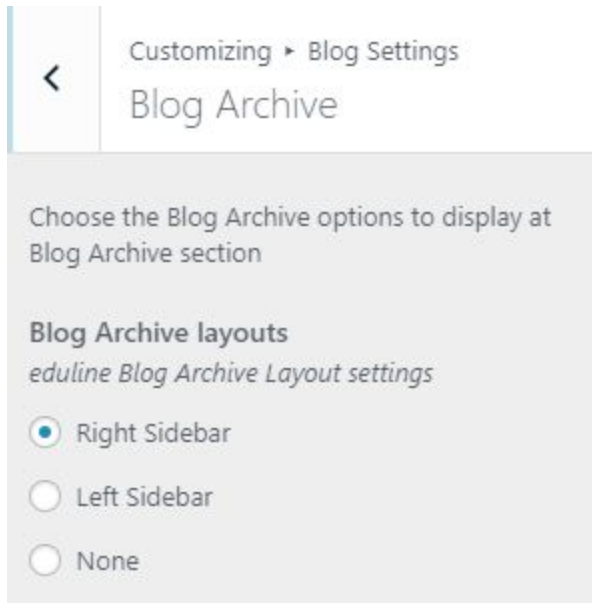 Customizing ▸ Blog Settings
Blog Archive
Choose the Blog Archive options to display at
Blog Archive section
Blog Archive layouts
eduline Blog Archive Layout settings
Right Sidebar
Left Sidebar
None